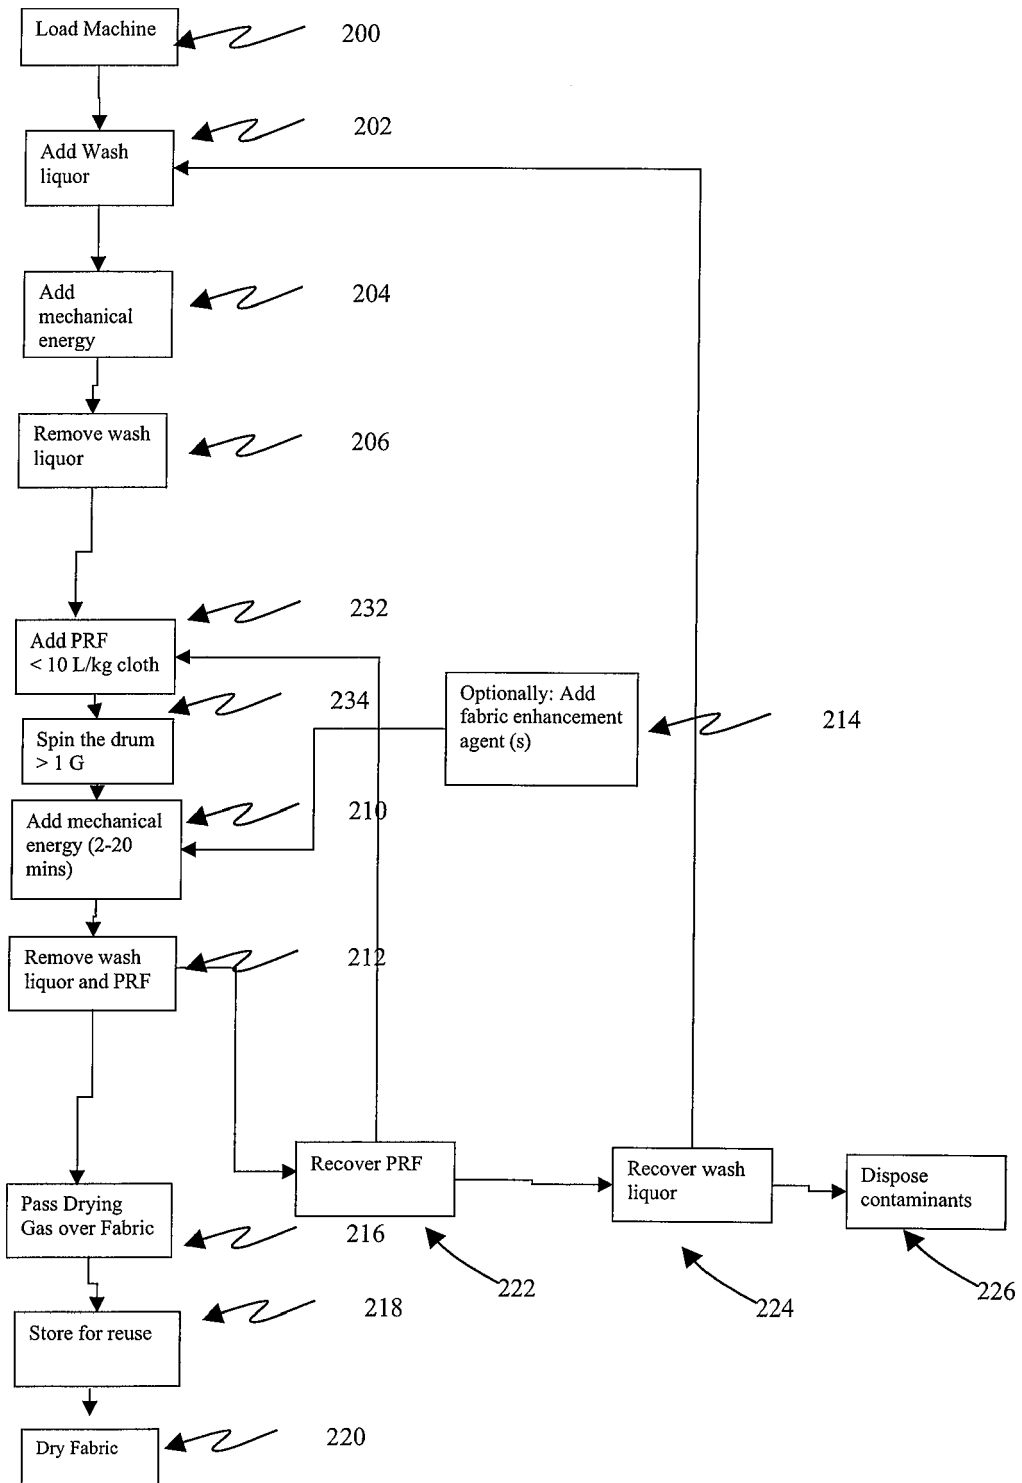 Load Machine
200
202
Add Wash
liquor
204
Add
mechanical
energy
Remove wash
liquor
206
232
Add PRF
< 10 L/kg cloth
234
Spin the drum
> 1 G
Optionally: Add
fabric enhancement
agent (s)
214
210
Add mechanical
energy (2-20
mins)
Remove wash
liquor and PRF
212
Recover PRF
Recover wash
liquor
Dispose
contaminants
Pass Drying
Gas over Fabric
216
222
224
226
218
Store for reuse
220
Dry Fabric